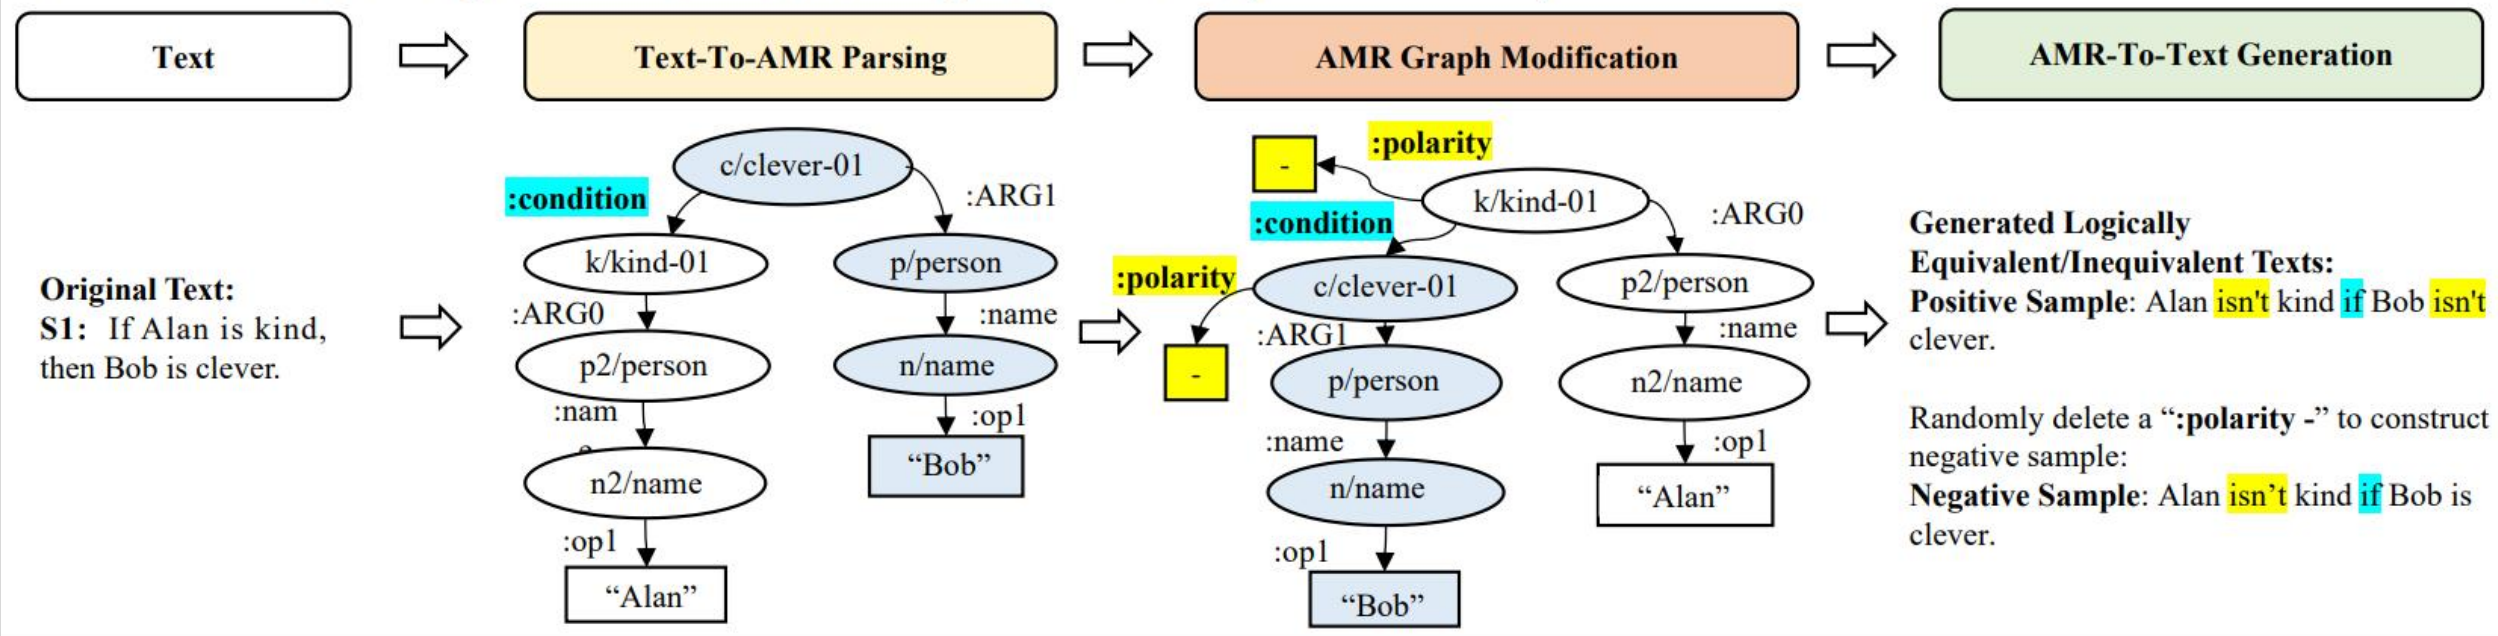 Text
Text-To-AMR Parsing
AMR Graph Modification
AMR-To-Text Generation
Original Text:
S1: If Alan is kind,
then Bob is clever.
c/clever-01
:condition
:ARG1
k/kind-01
p/person
:ARG0
:name
p2/person
n/name
:nam
e
:op1
n2/name
“Bob”
:op1
“Alan”
:polarity
-
k/kind-01
:condition
:ARG0
:polarity
c/clever-01
p2/person
:ARG1
:name
-
p/person
n2/name
:name
:op1
n/name
“Alan”
:op1
“Bob”
Generated Logically
Equivalent/Inequivalent Texts:
Positive Sample: Alan isn't kind if Bob isn't
clever.
Randomly delete a “:polarity -” to construct
negative sample:
Negative Sample: Alan isn’t kind if Bob is
clever.